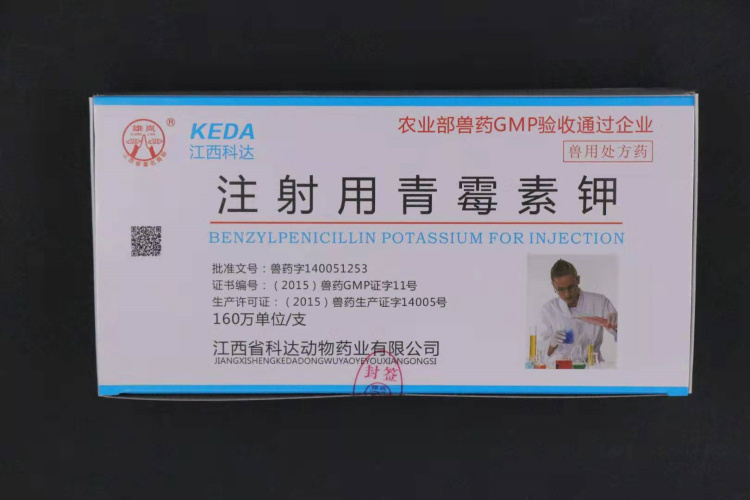 雄岚
®
KEDA
江西科达
农业部兽药GMP验收通过企业
兽用处方药
注射用青霉素钾
BENZYLPENICILLIN POTASSIUM FOR INJECTION
批准文号：兽药字140051253
证书编号：（2015）兽药GMP证字11号
生产许可证：（2015）兽药生产证字14005号
160万单位/支
江西省科达动物药业有限公司
JIANGXISHENGKEDADONGWUYAOYEYOUXIANGONGSI
封签